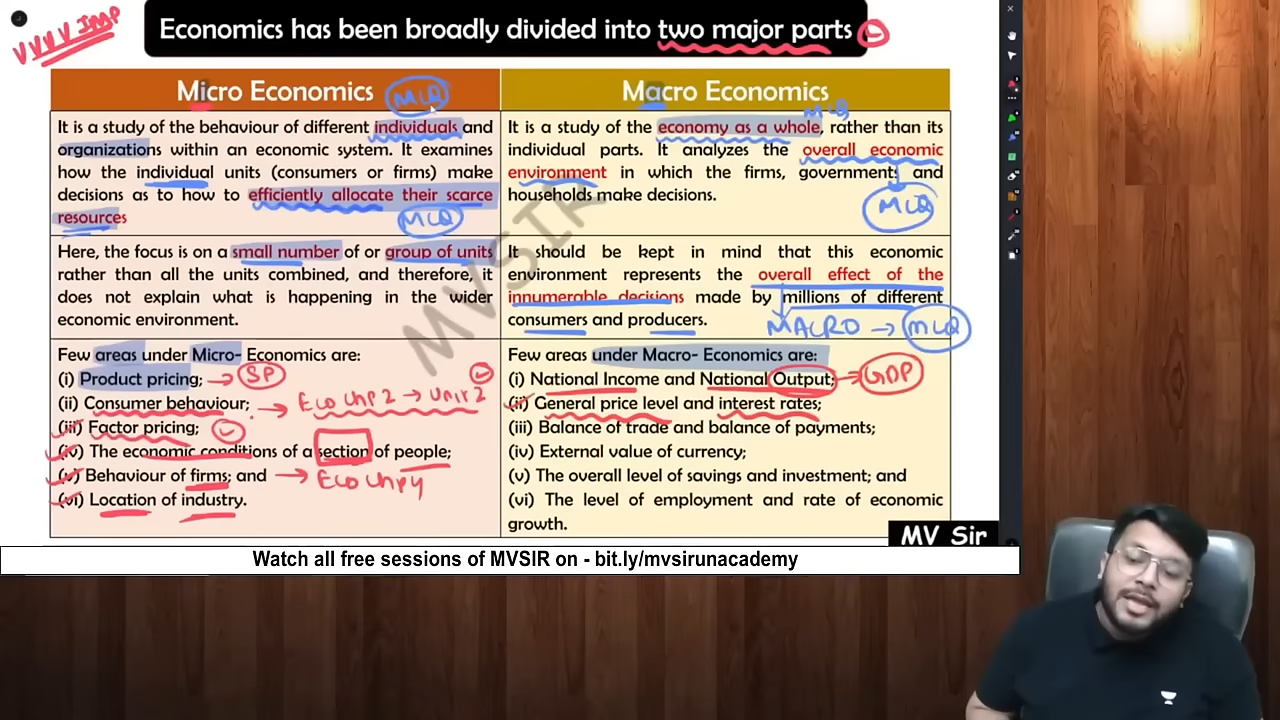 VVVV IMP
Economics has been broadly divided into two major parts
Micro Economics
MCQ
It is a study of the behaviour of different individuals and
organizations within an economic system. It examines
how the individual units (consumers or firms) make
decisions as to how to efficiently allocate their scarce
resources
MCQ
Here, the focus is on a small number of or group of units
rather than all the units combined, and therefore, it
does not explain what is happening in the wider
economic environment.
Few areas under Micro- Economics are:
(i) Product pricing; → SP
(ii) Consumer behaviour; → Eco Chp 2 → Unit 2
(iii) Factor pricing;
(iv) The economic conditions of a section of people;
(v) Behaviour of firms; and → Eco Chp 4
(vi) Location of industry.
Macro Economics
MCQ
It is a study of the economy as a whole, rather than its
individual parts. It analyzes the overall economic
environment in which the firms, government, and
households make decisions.
MCQ
It should be kept in mind that this economic
environment represents the overall effect of the
innumerable decisions made by millions of different
consumers and producers.
MACRO → MCQ
Few areas under Macro- Economics are:
(i) National Income and National Output; → GDP
(ii) General price level and interest rates;
(iii) Balance of trade and balance of payments;
(iv) External value of currency;
(v) The overall level of savings and investment; and
(vi) The level of employment and rate of economic
growth.
MVSIR
MV Sir
Watch all free sessions of MVSIR on - bit.ly/mvsirunacademy